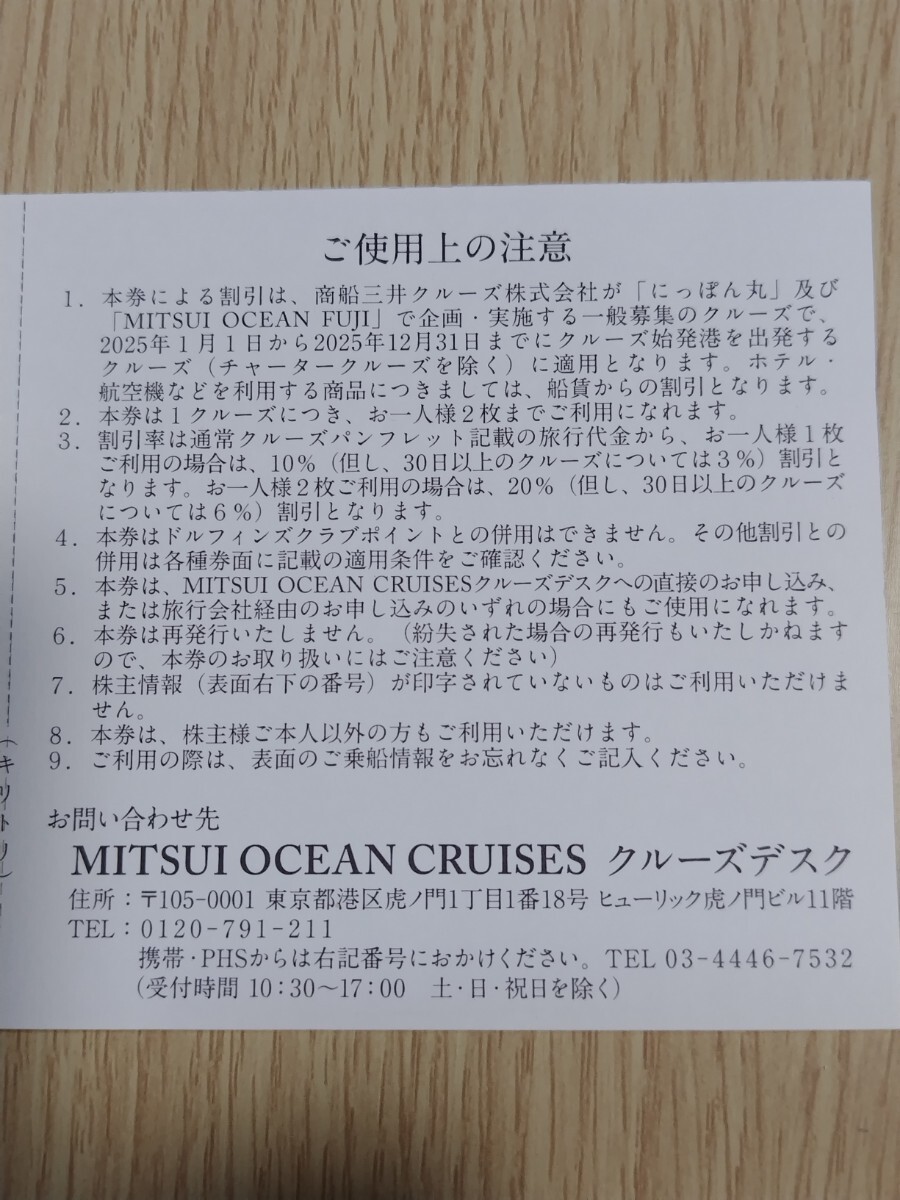 ご使用上の注意
1．本券による割引は、商船三井クルーズ株式会社が「にっぽん丸」及び
「MITSUI OCEAN FUJI」で企画・実施する一般募集のクルーズで、
2025年１月１日から2025年12月31日までにクルーズ始発港を出発する
クルーズ（チャータークルーズを除く）に適用となります。ホテル・
航空機などを利用する商品につきましては、船賃からの割引となります。
2．本券は１クルーズにつき、お一人様２枚までご利用になれます。
3．割引率は通常クルーズパンフレット記載の旅行代金から、お一人様１枚
ご利用の場合は、10％（但し、30日以上のクルーズについては３％）割引と
なります。お一人様２枚ご利用の場合は、20％（但し、30日以上のクルーズ
については６％）割引となります。
4．本券はドルフィンズクラブポイントとの併用はできません。その他割引との
併用は各種券面に記載の適用条件をご確認ください。
5．本券は、MITSUI OCEAN CRUISESクルーズデスクへの直接のお申し込み、
または旅行会社経由のお申し込みのいずれの場合にもご使用になれます。
6．本券は再発行いたしません。（紛失された場合の再発行もいたしかねます
ので、本券のお取り扱いにはご注意ください）
7．株主情報（表面右下の番号）が印字されていないものはご利用いただけま
せん。
8．本券は、株主様ご本人以外の方もご利用いただけます。
9．ご利用の際は、表面のご乗船情報をお忘れなくご記入ください。
（キリトリ）
お問い合わせ先
MITSUI OCEAN CRUISES クルーズデスク
住所：〒105-0001 東京都港区虎ノ門1丁目1番18号 ヒューリック虎ノ門ビル11階
TEL：0120-791-211
携帯・PHSからは右記番号におかけください。TEL 03-4446-7532
（受付時間 10:30～17:00　土・日・祝日を除く）